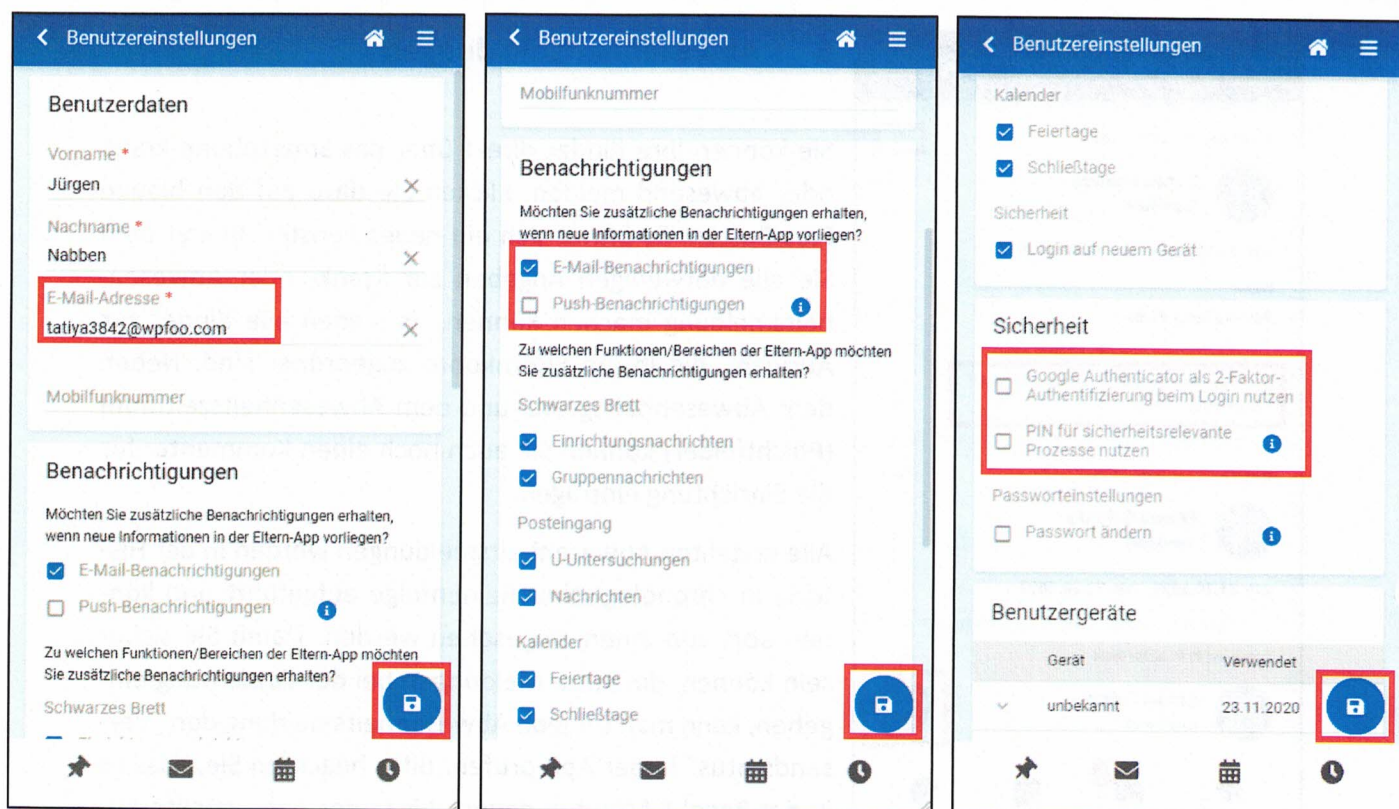 Benutzereinstellungen
Benutzerdaten
Vorname *
Jürgen
Nachname *
Nabben
E-Mail-Adresse *
tatiya3842@wpfoo.com
Mobilfunknummer
Benachrichtigungen
Möchten Sie zusätzliche Benachrichtigungen erhalten,
wenn neue Informationen in der Eltern-App vorliegen?
E-Mail-Benachrichtigungen
Push-Benachrichtigungen
Zu welchen Funktionen/Bereichen der Eltern-App möchten
Sie zusätzliche Benachrichtigungen erhalten?
Schwarzes Brett
Benutzereinstellungen
Mobilfunknummer
Benachrichtigungen
Möchten Sie zusätzliche Benachrichtigungen erhalten,
wenn neue Informationen in der Eltern-App vorliegen?
E-Mail-Benachrichtigungen
Push-Benachrichtigungen
Zu welchen Funktionen/Bereichen der Eltern-App möchten
Sie zusätzliche Benachrichtigungen erhalten?
Schwarzes Brett
Einrichtungsnachrichten
Gruppennachrichten
Posteingang
U-Untersuchungen
Nachrichten
Kalender
Feiertage
Schließtage
Benutzereinstellungen
Kalender
Feiertage
Schließtage
Sicherheit
Login auf neuem Gerät
Sicherheit
Google Authenticator als 2-Faktor-
Authentifizierung beim Login nutzen
PIN für sicherheitsrelevante
Prozesse nutzen
Passworteinstellungen
Passwort ändern
Benutzergeräte
Gerät Verwendet
unbekannt 23.11.2020